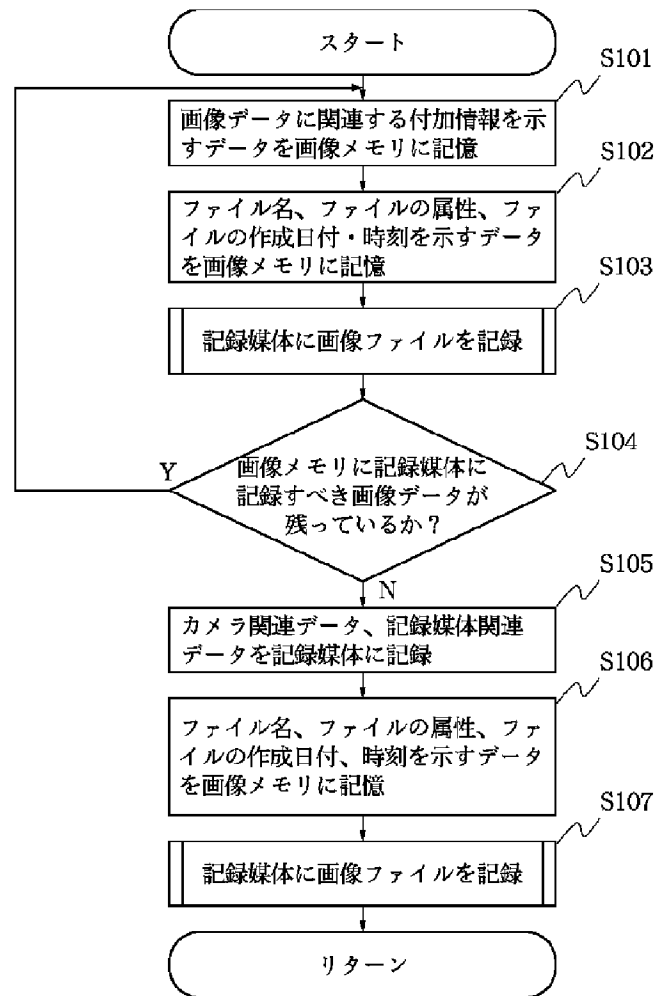 スタート
S101
画像データに関連する付加情報を示
すデータを画像メモリに記憶
S102
ファイル名、ファイルの属性、ファ
イルの作成日付・時刻を示すデータ
を画像メモリに記憶
S103
記録媒体に画像ファイルを記録
S104
Y
画像メモリに記録媒体に
記録すべき画像データが
残っているか？
N
S105
カメラ関連データ、記録媒体関連
データを記録媒体に記録
S106
ファイル名、ファイルの属性、ファ
イルの作成日付、時刻を示すデータ
を画像メモリに記憶
S107
記録媒体に画像ファイルを記録
リターン